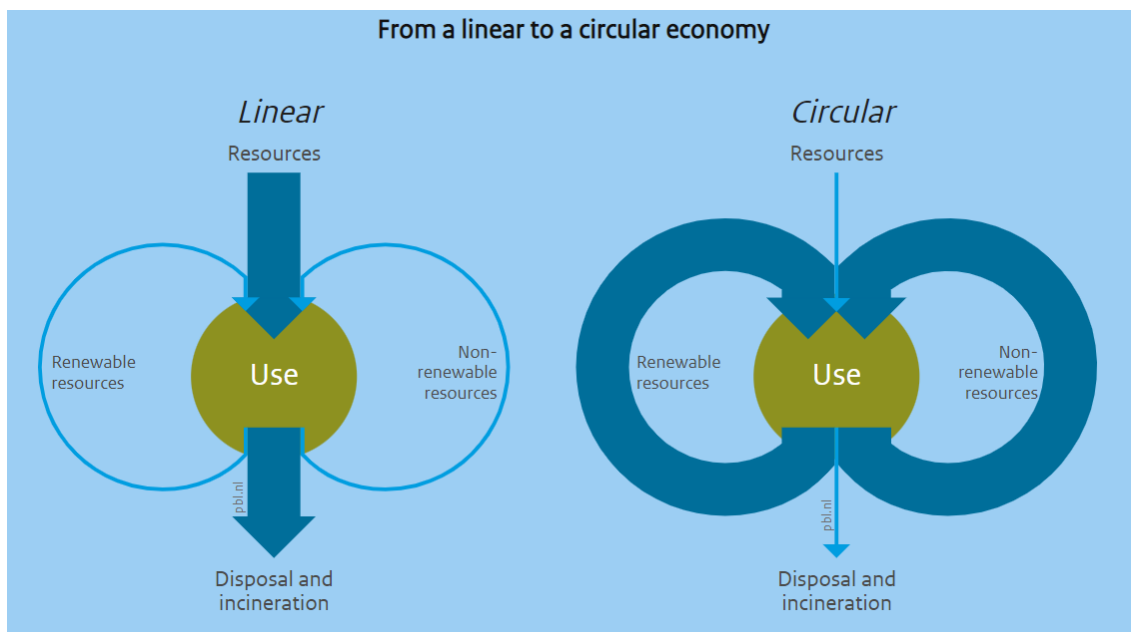 From a linear to a circular economy
Linear
Resources
Renewable
resources
Use
Non-
renewable
resources
pbl.nl
Disposal and
incineration
Circular
Resources
Renewable
resources
Use
Non-
renewable
resources
pbl.nl
Disposal and
incineration